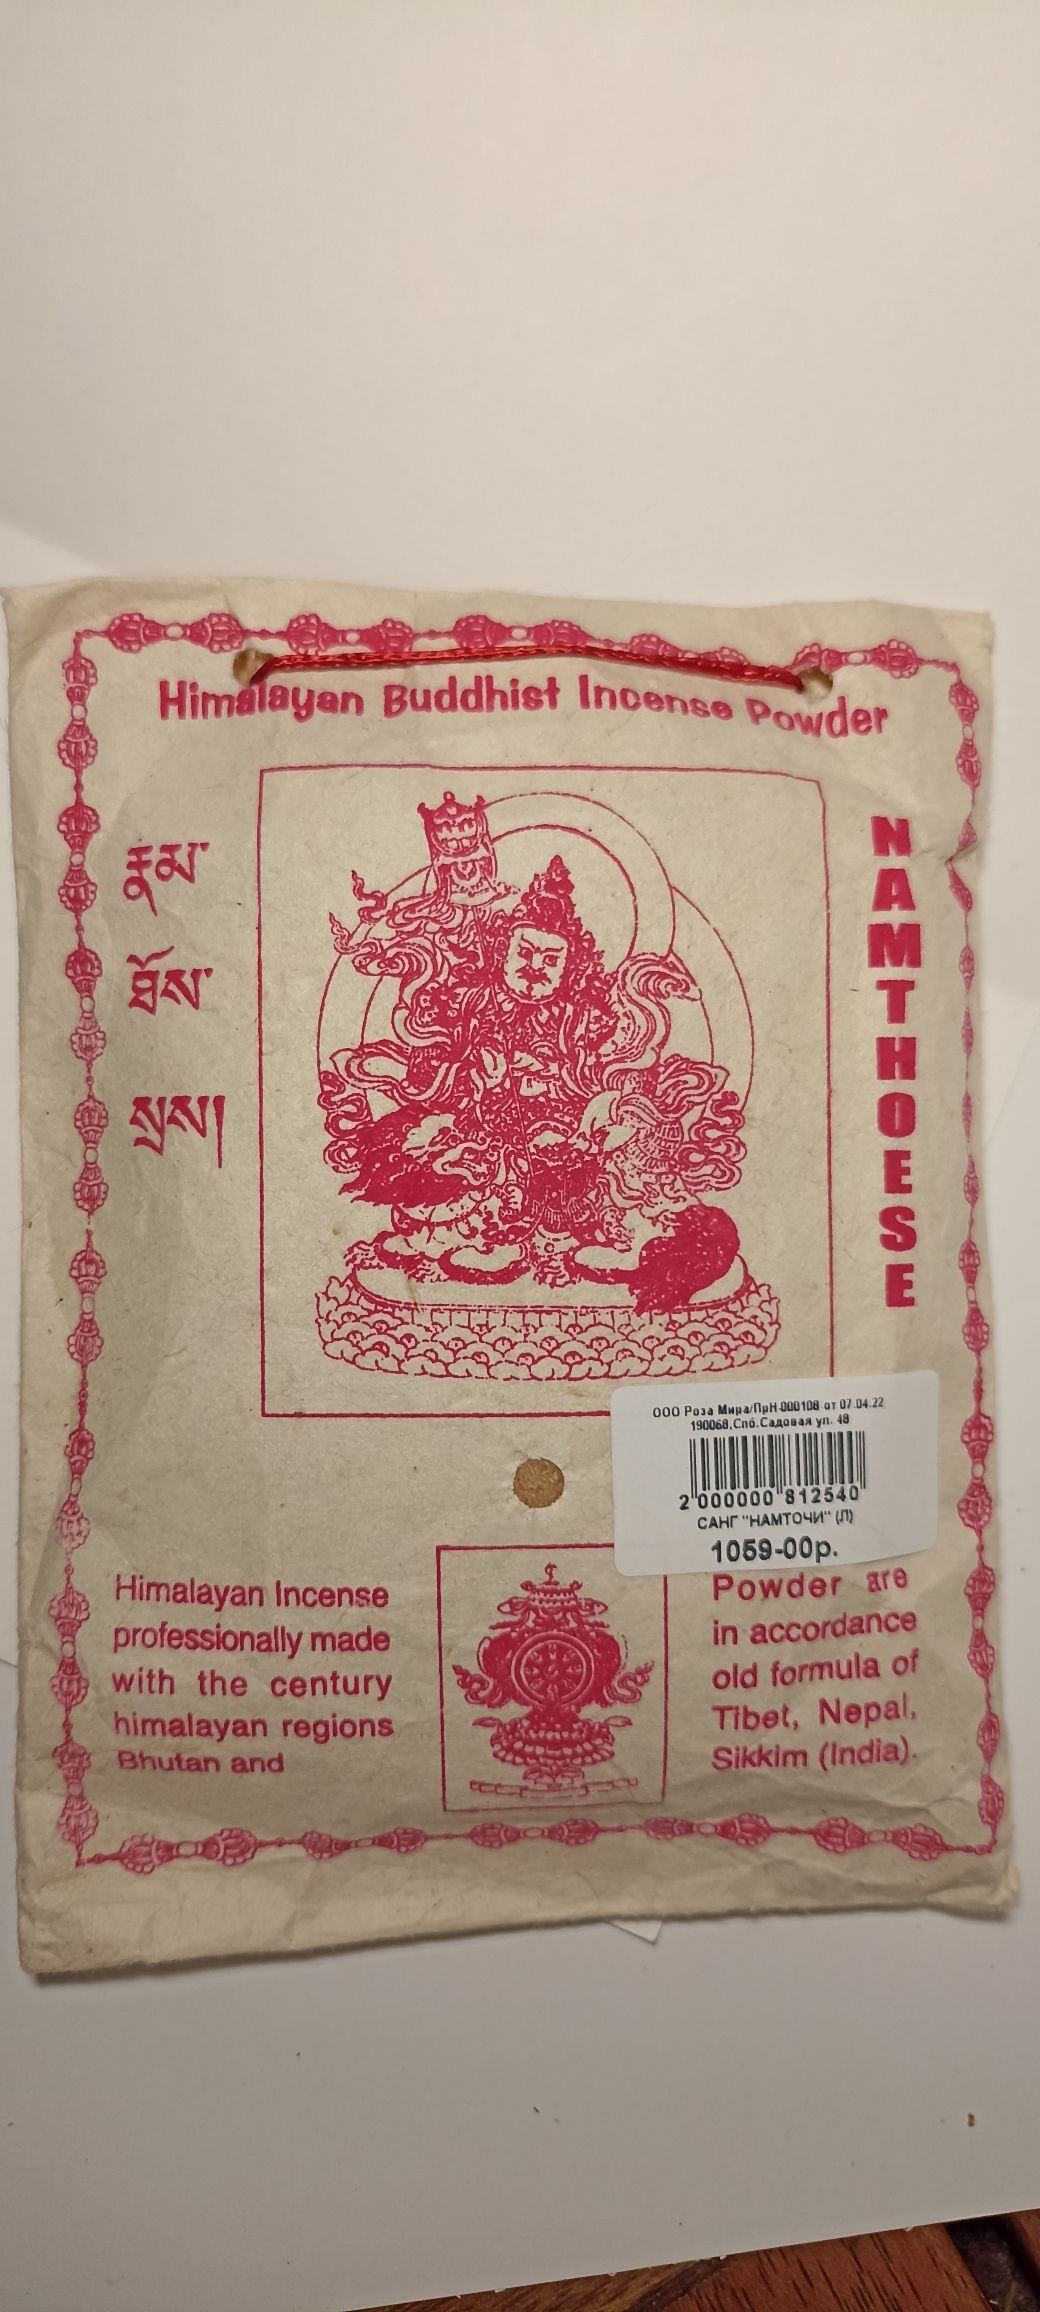 Himalayan Buddhist Incense Powder
རྣམ་
ཐོས་
སྲས།
NAMTHOESE
ООО Роза Мира/ПрН-000108 от 07.04.22
190068,Спб.Садовая ул. 48
2 000000 812540
САНГ "НАМТОЧИ" (Л)
1059-00р.
Himalayan Incense
professionally made
with the century
himalayan regions
Bhutan and
Powder are
in accordance
old formula of
Tibet, Nepal,
Sikkim (India).